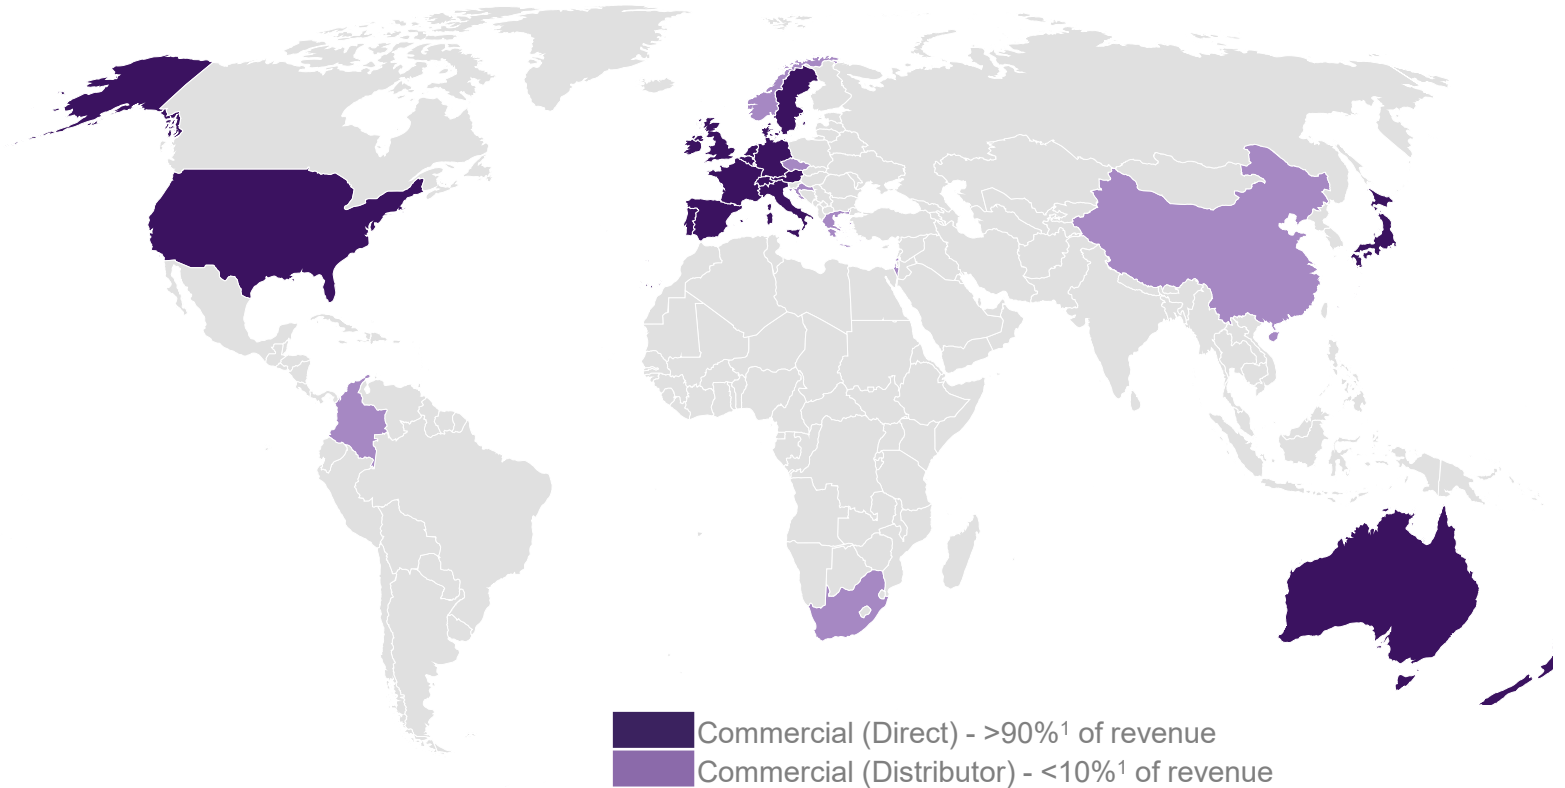 Commercial (Direct) - >90%¹ of revenue
Commercial (Distributor) - <10%¹ of revenue